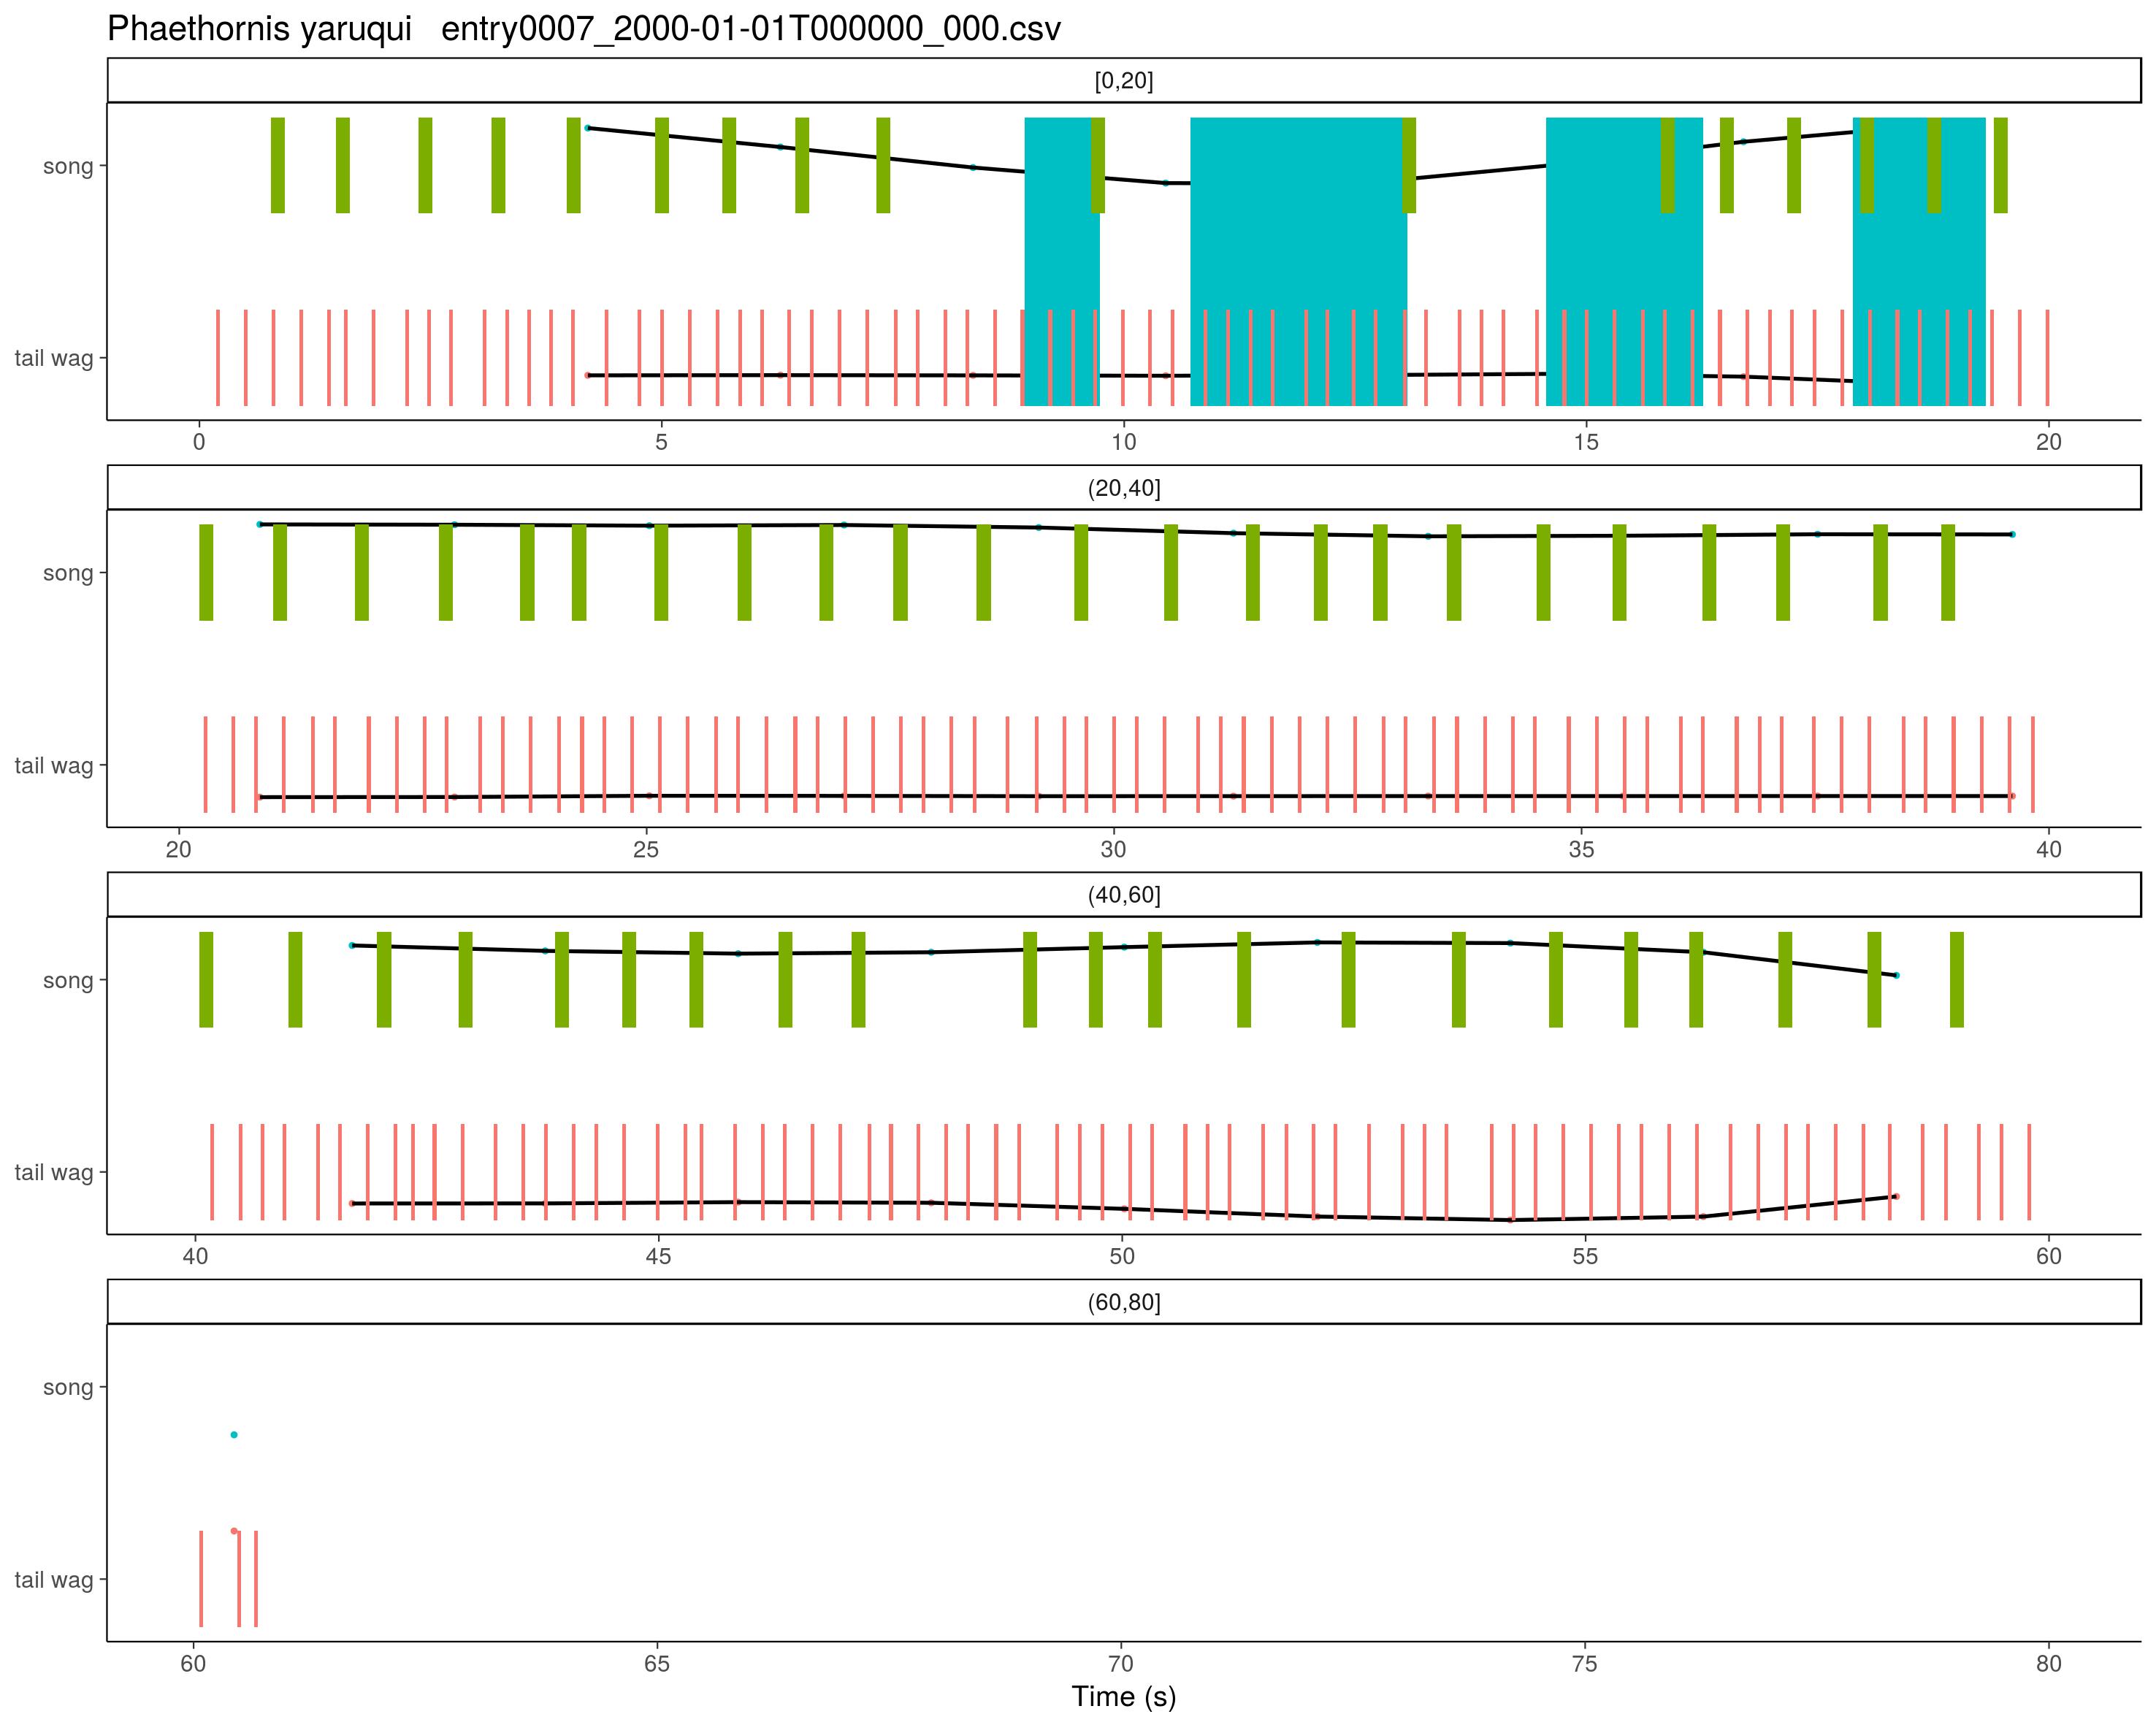 Phaethornis yaruqui   entry0007_2000-01-01T000000_000.csv
[0,20]
song
tail wag
0 5 10 15 20
(20,40]
song
tail wag
20 25 30 35 40
(40,60]
song
tail wag
40 45 50 55 60
(60,80]
song
tail wag
60 65 70 75 80
Time (s)